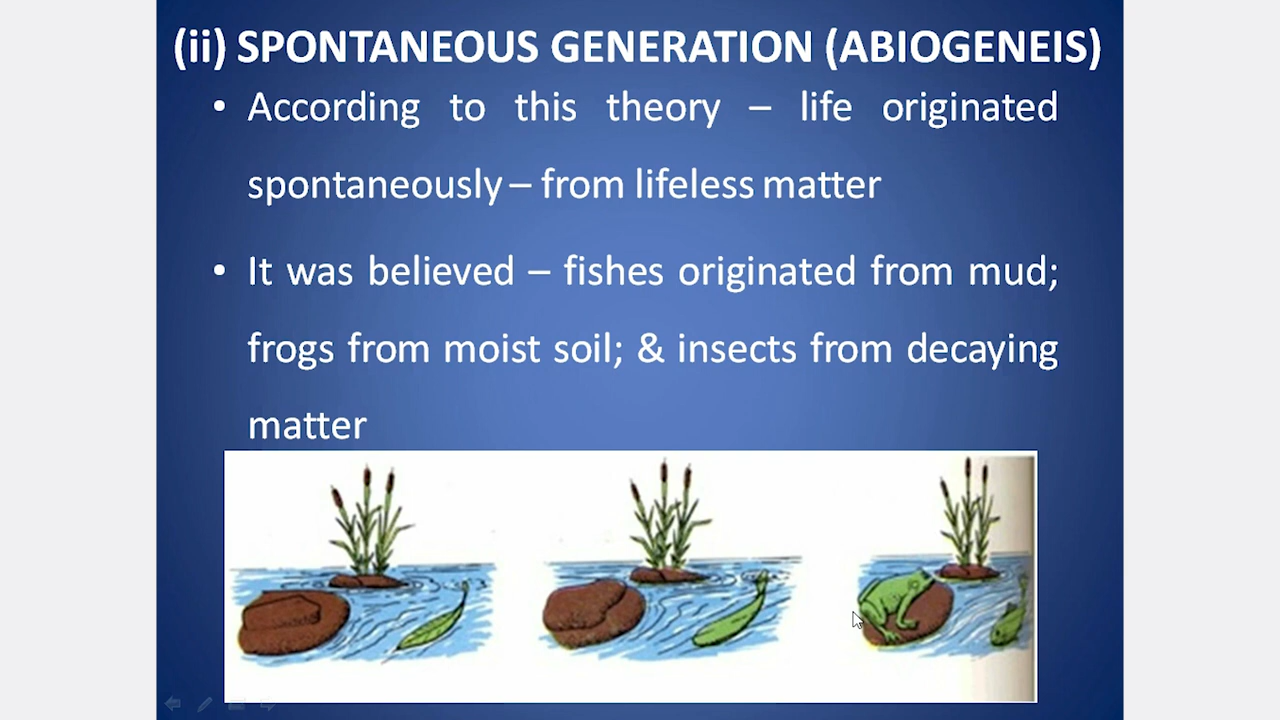 (ii) SPONTANEOUS GENERATION (ABIOGENEIS)
• According to this theory – life originated
spontaneously – from lifeless matter
• It was believed – fishes originated from mud;
frogs from moist soil; & insects from decaying
matter